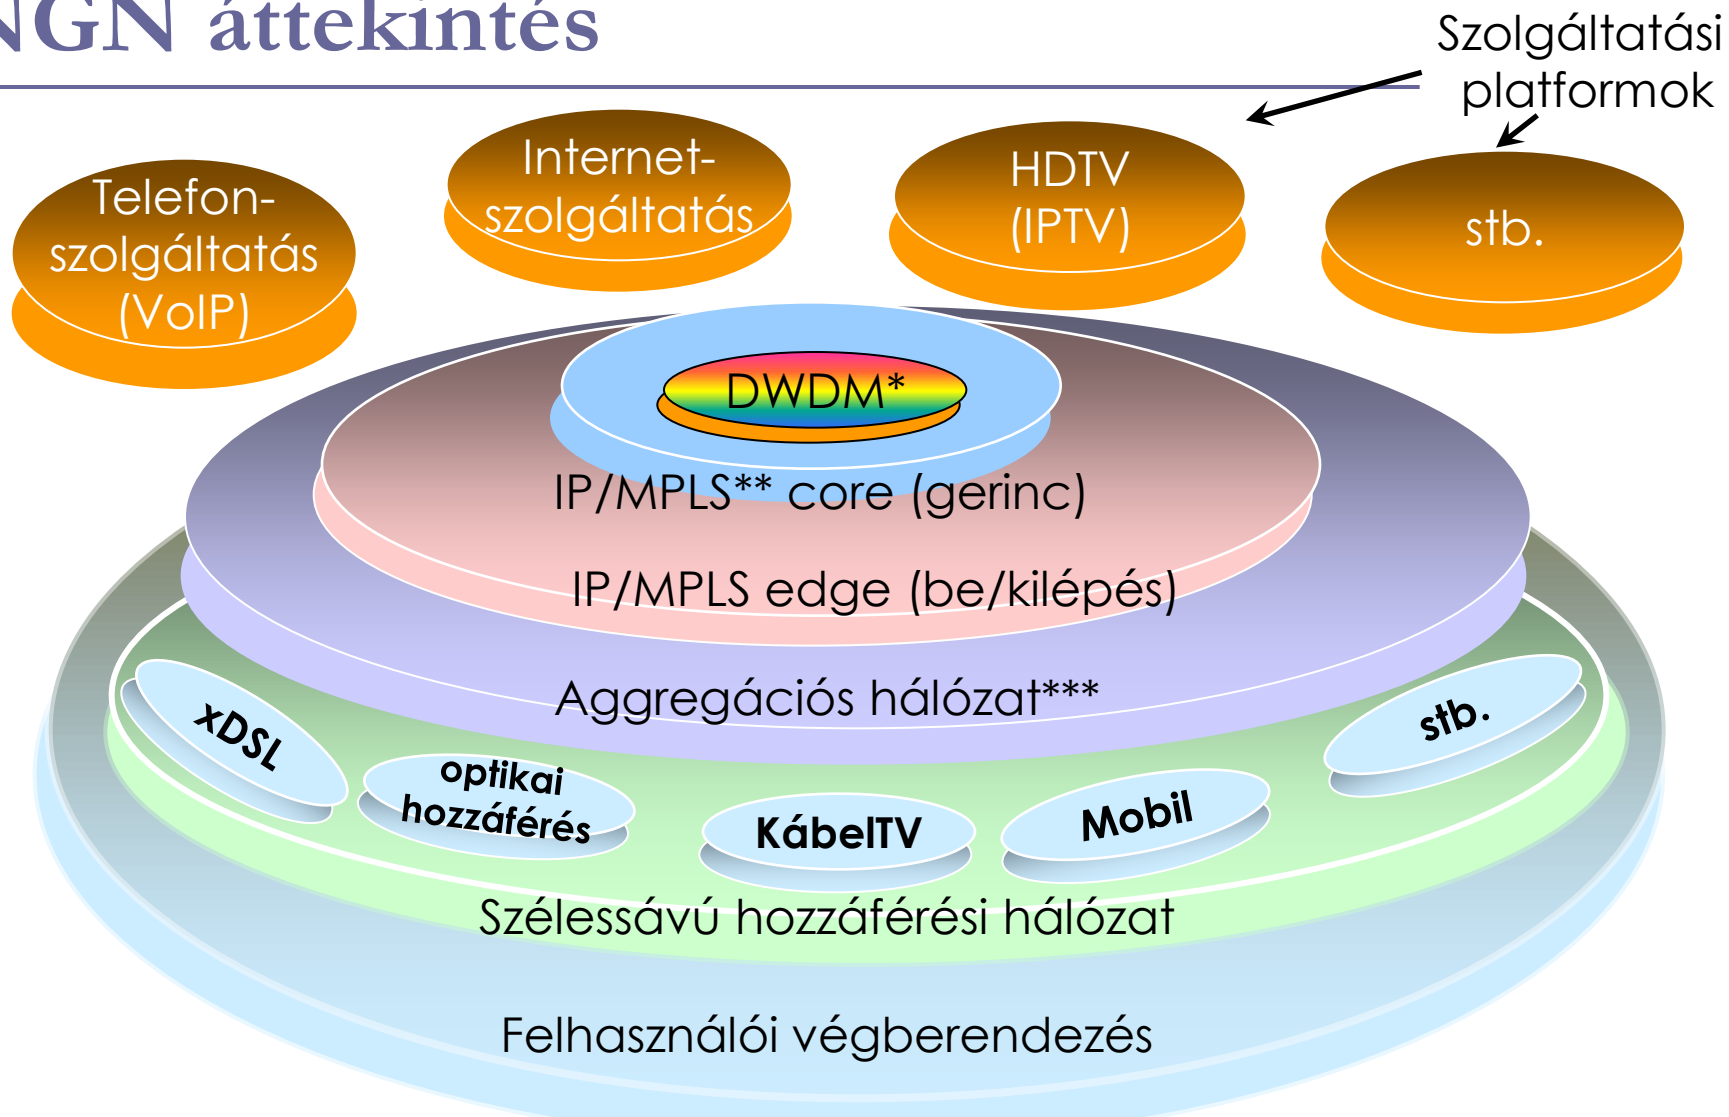 NGN áttekintés
Szolgáltatási
platformok
Telefon-
szolgáltatás
(VoIP)
Internet-
szolgáltatás
HDTV
(IPTV)
stb.
DWDM*
IP/MPLS** core (gerinc)
IP/MPLS edge (be/kilépés)
Aggregációs hálózat***
xDSL
optikai
hozzáférés
KábelTV
Mobil
stb.
Szélessávú hozzáférési hálózat
Felhasználói végberendezés